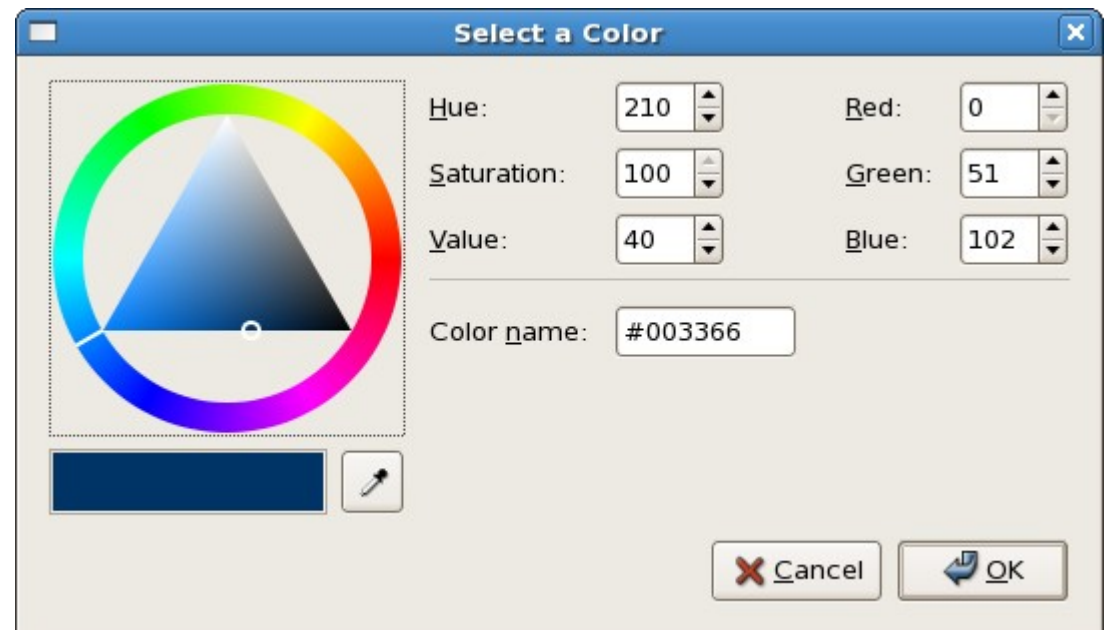 Select a Color
Hue: 210 Red: 0
Saturation: 100 Green: 51
Value: 40 Blue: 102
Color name: #003366
Cancel OK